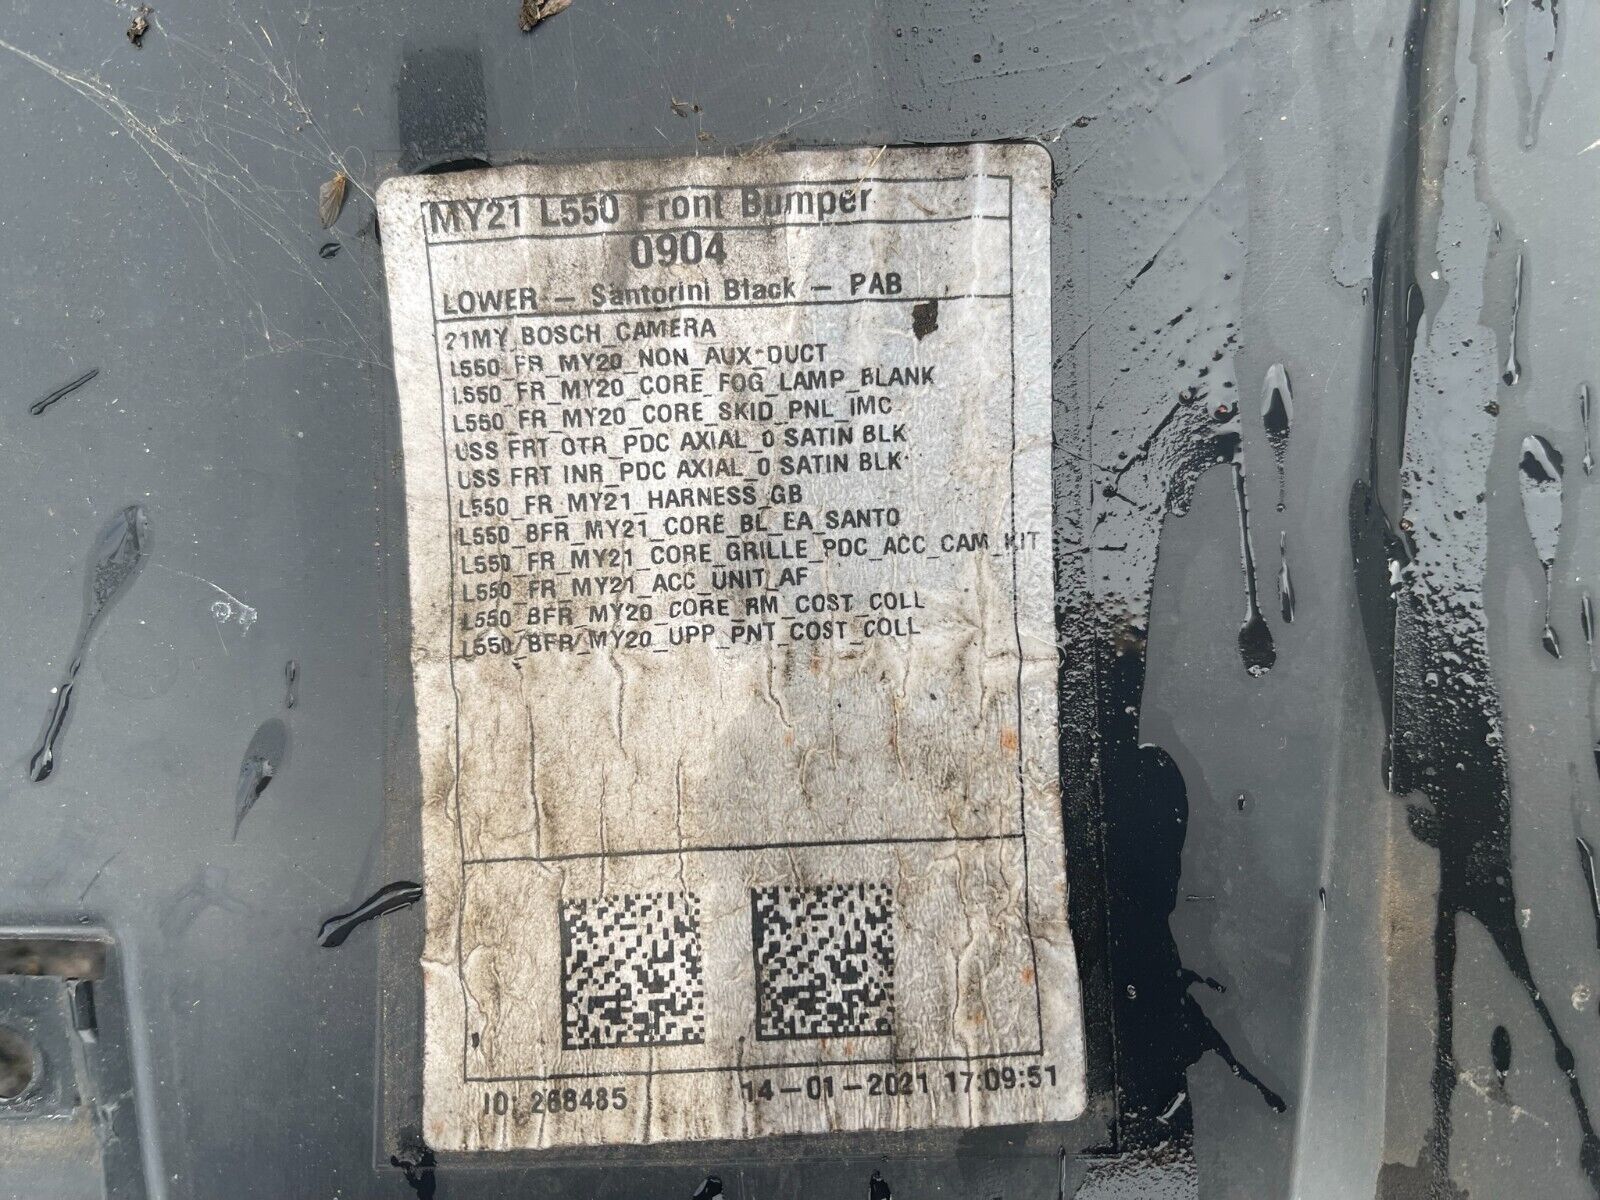 MY21 L550 Front Bumper
0904
LOWER - Santorini Black - PAB
21MY_BOSCH_CAMERA
L550_FR_MY20_NON_AUX_DUCT
L550_FR_MY20_CORE_FOG_LAMP_BLANK
L550_FR_MY20_CORE_SKID_PNL_IMC
USS FRT OTR_PDC AXIAL_0 SATIN BLK
USS FRT INR_PDC AXIAL_0 SATIN BLK
L550_FR_MY21_HARNESS_GB
L550_BFR_MY21_CORE_BL_EA_SANTO
L550_FR_MY21_CORE_GRILLE_PDC_ACC_CAM_KIT
L550_FR_MY21_ACC_UNIT_AF
L550_BFR_MY20_CORE_RM_COST_COLL
L550_BFR_MY20_UPP_PNT_COST_COLL
ID: 268485 14-01-2021 17:09:51